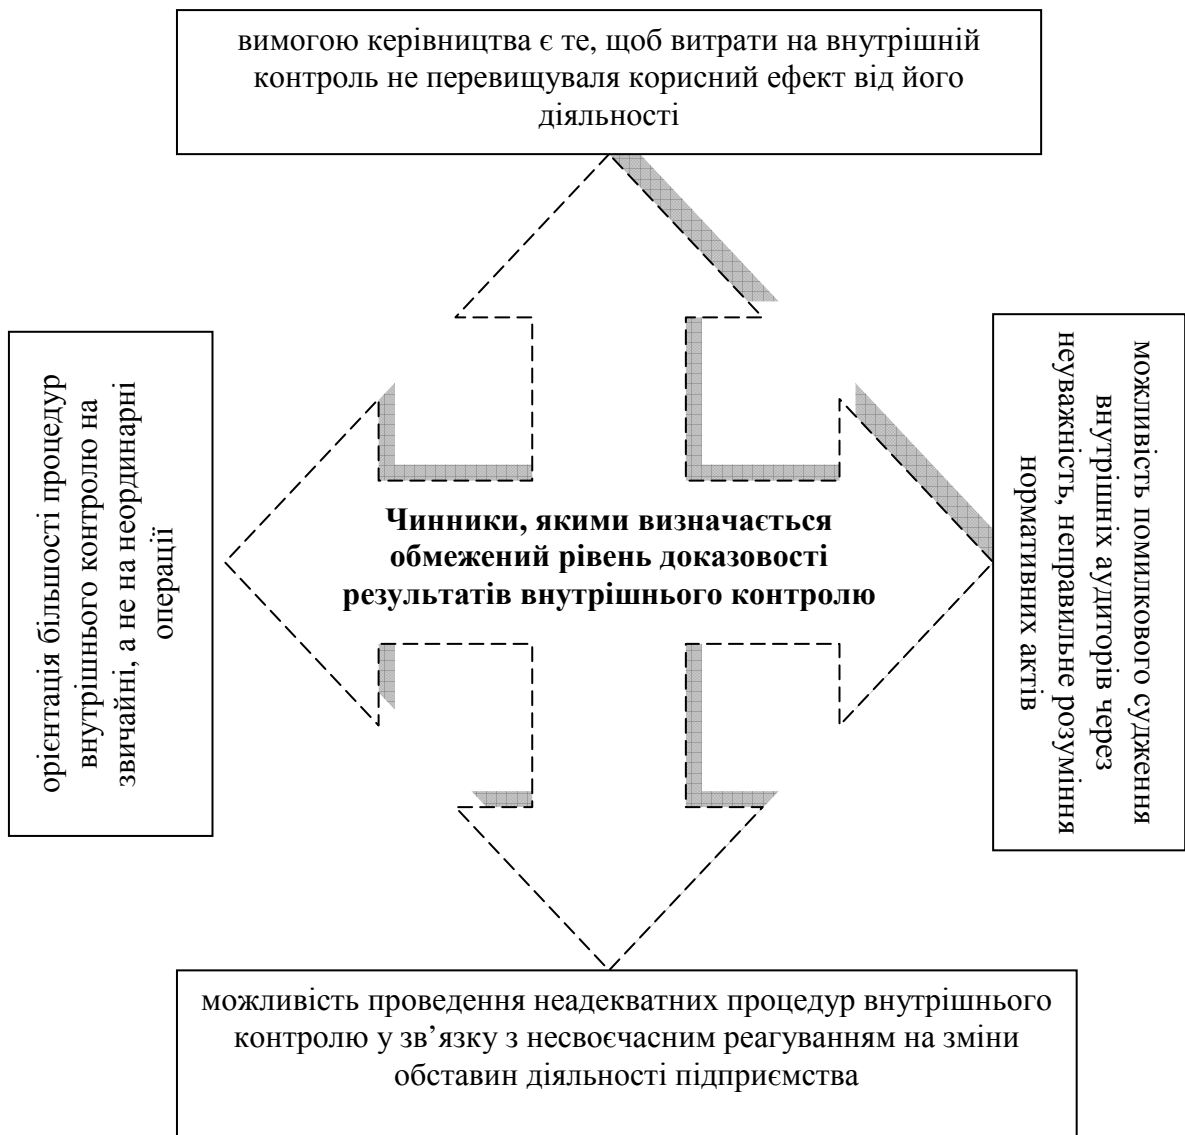 вимогою керівництва є те, щоб витрати на внутрішній
контроль не перевищуваля корисний ефект від його
діяльності
орієнтація більшості процедур
внутрішнього контролю на
звичайні, а не на неординарні
операції
Чинники, якими визначається
обмежений рівень доказовості
результатів внутрішнього контролю
можливість помилкового судження
внутрішніх аудиторів через
неуважність, неправильне розуміння
нормативних актів
можливість проведення неадекватних процедур внутрішнього
контролю у зв’язку з несвоєчасним реагуванням на зміни
обставин діяльності підприємства